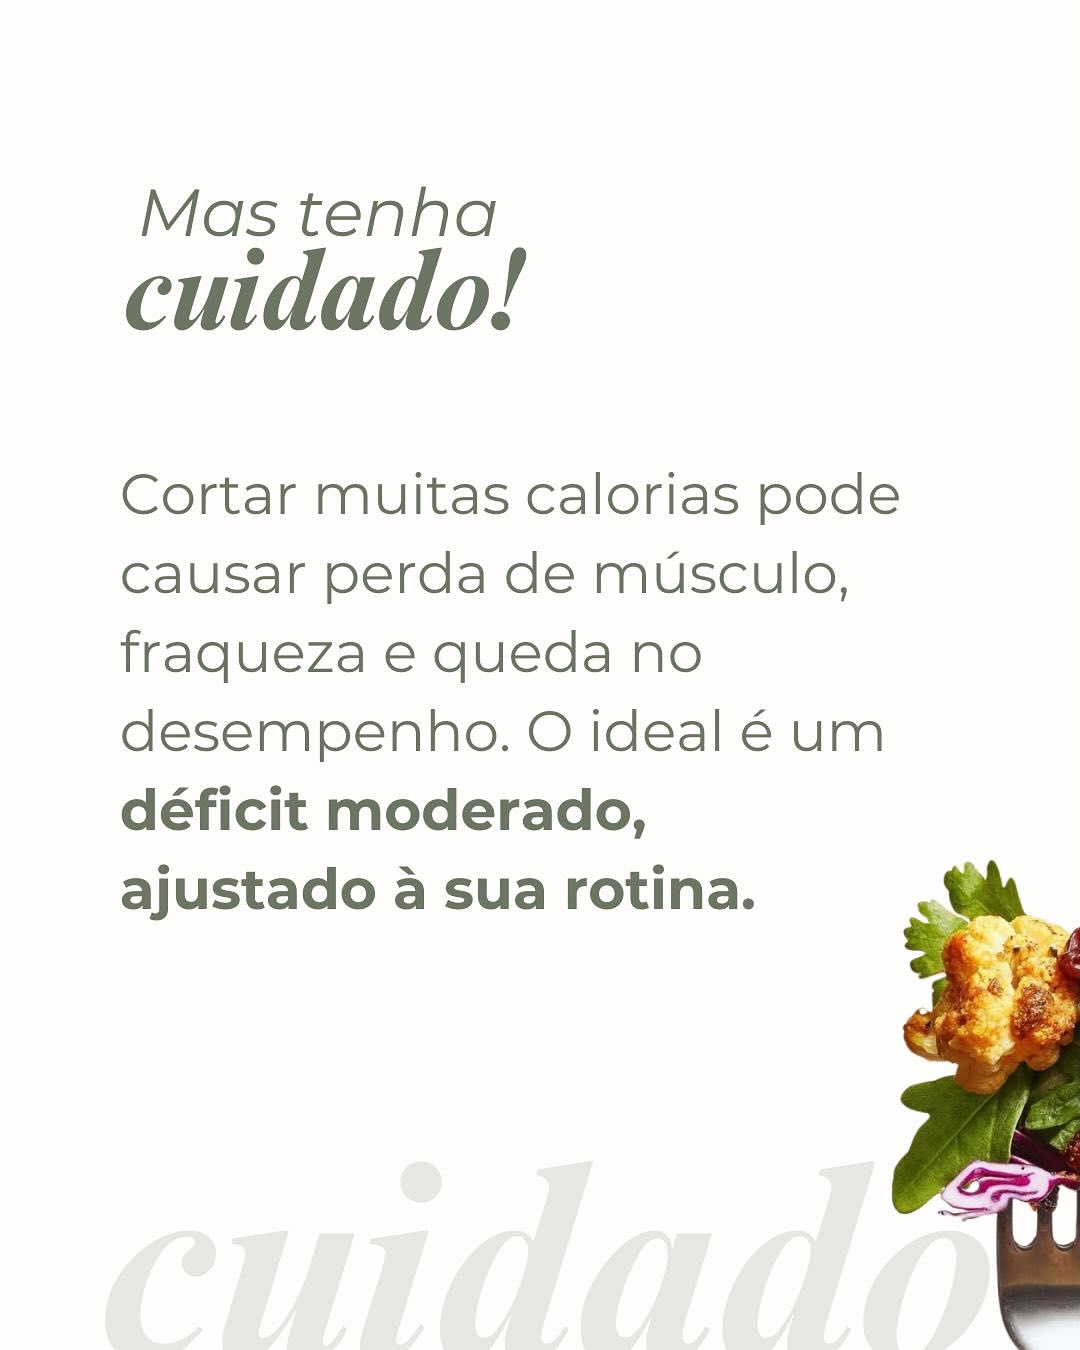 Mas tenha
cuidado!
Cortar muitas calorias pode
causar perda de músculo,
fraqueza e queda no
desempenho. O ideal é um
déficit moderado,
ajustado à sua rotina.
cuidado